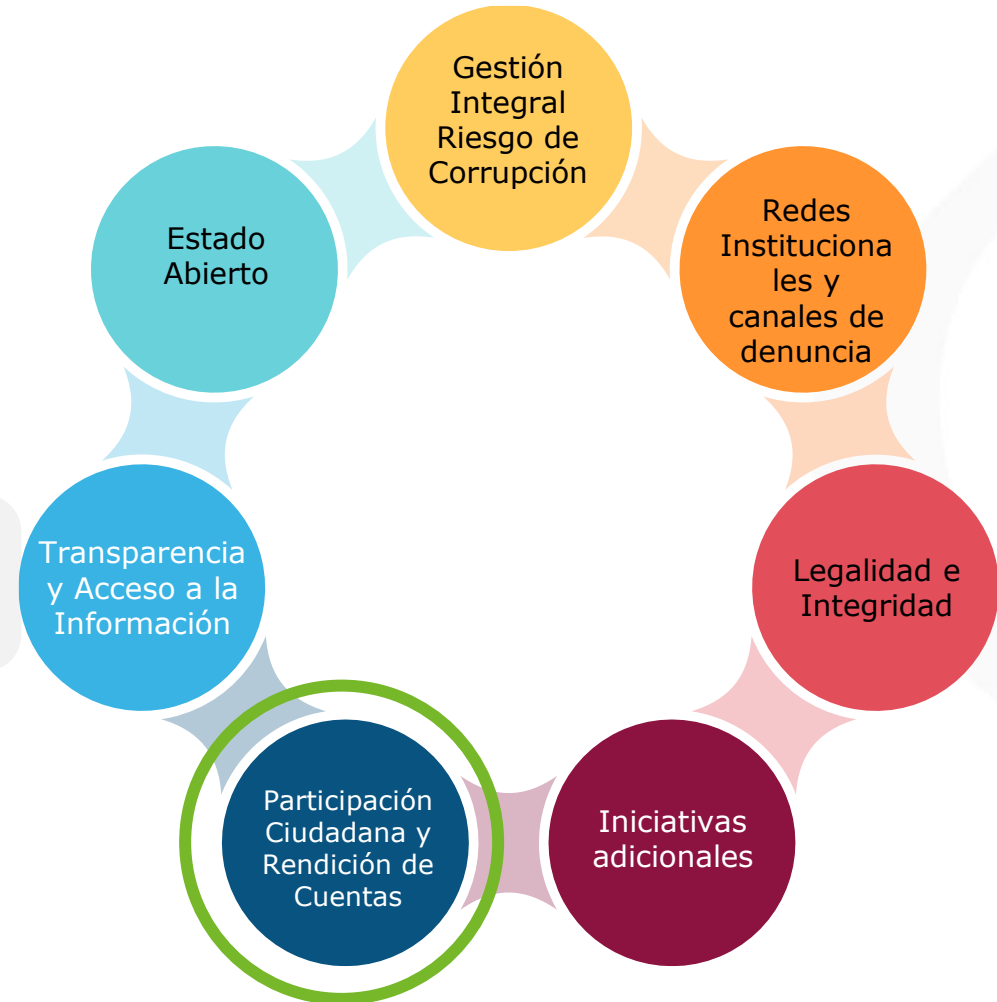 Gestión
Integral
Riesgo de
Corrupción
Redes
Instituciona
les y
canales de
denuncia
Legalidad e
Integridad
Iniciativas
adicionales
Participación
Ciudadana y
Rendición de
Cuentas
Transparencia
y Acceso a la
Información
Estado
Abierto